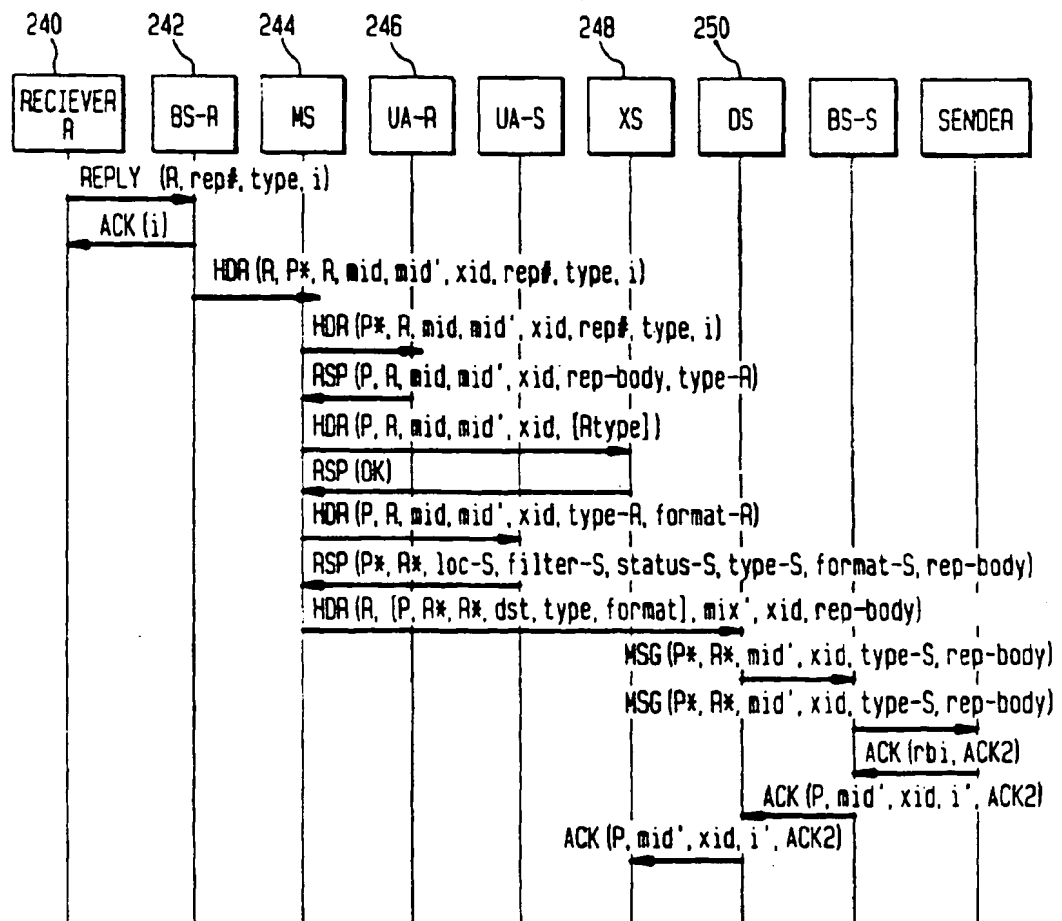 240 242 244 246 248 250
RECIEVER R
BS-R
MS
UA-R
UA-S
XS
DS
BS-S
SENDER
REPLY (R, rep#, type, i)
ACK (i)
HDR (R, P*, R, mid, mid', xid, rep#, type, i)
HDR (P*, R, mid, mid', xid, rep#, type, i)
RSP (P, R, mid, mid', xid, rep-body, type-R)
HDR (P, R, mid, mid', xid, [Rtype])
RSP (OK)
HDR (P, R, mid, mid', xid, type-R, format-R)
RSP (P*, R*, loc-S, filter-S, status-S, type-S, format-S, rep-body)
HDR (R, [P, R*, R*, dst, type, format], mix', xid, rep-body)
MSG (P*, R*, mid', xid, type-S, rep-body)
MSG (P*, R*, mid', xid, type-S, rep-body)
ACK (rbi, ACK2)
ACK (P, mid', xid, i', ACK2)
ACK (P, mid', xid, i', ACK2)